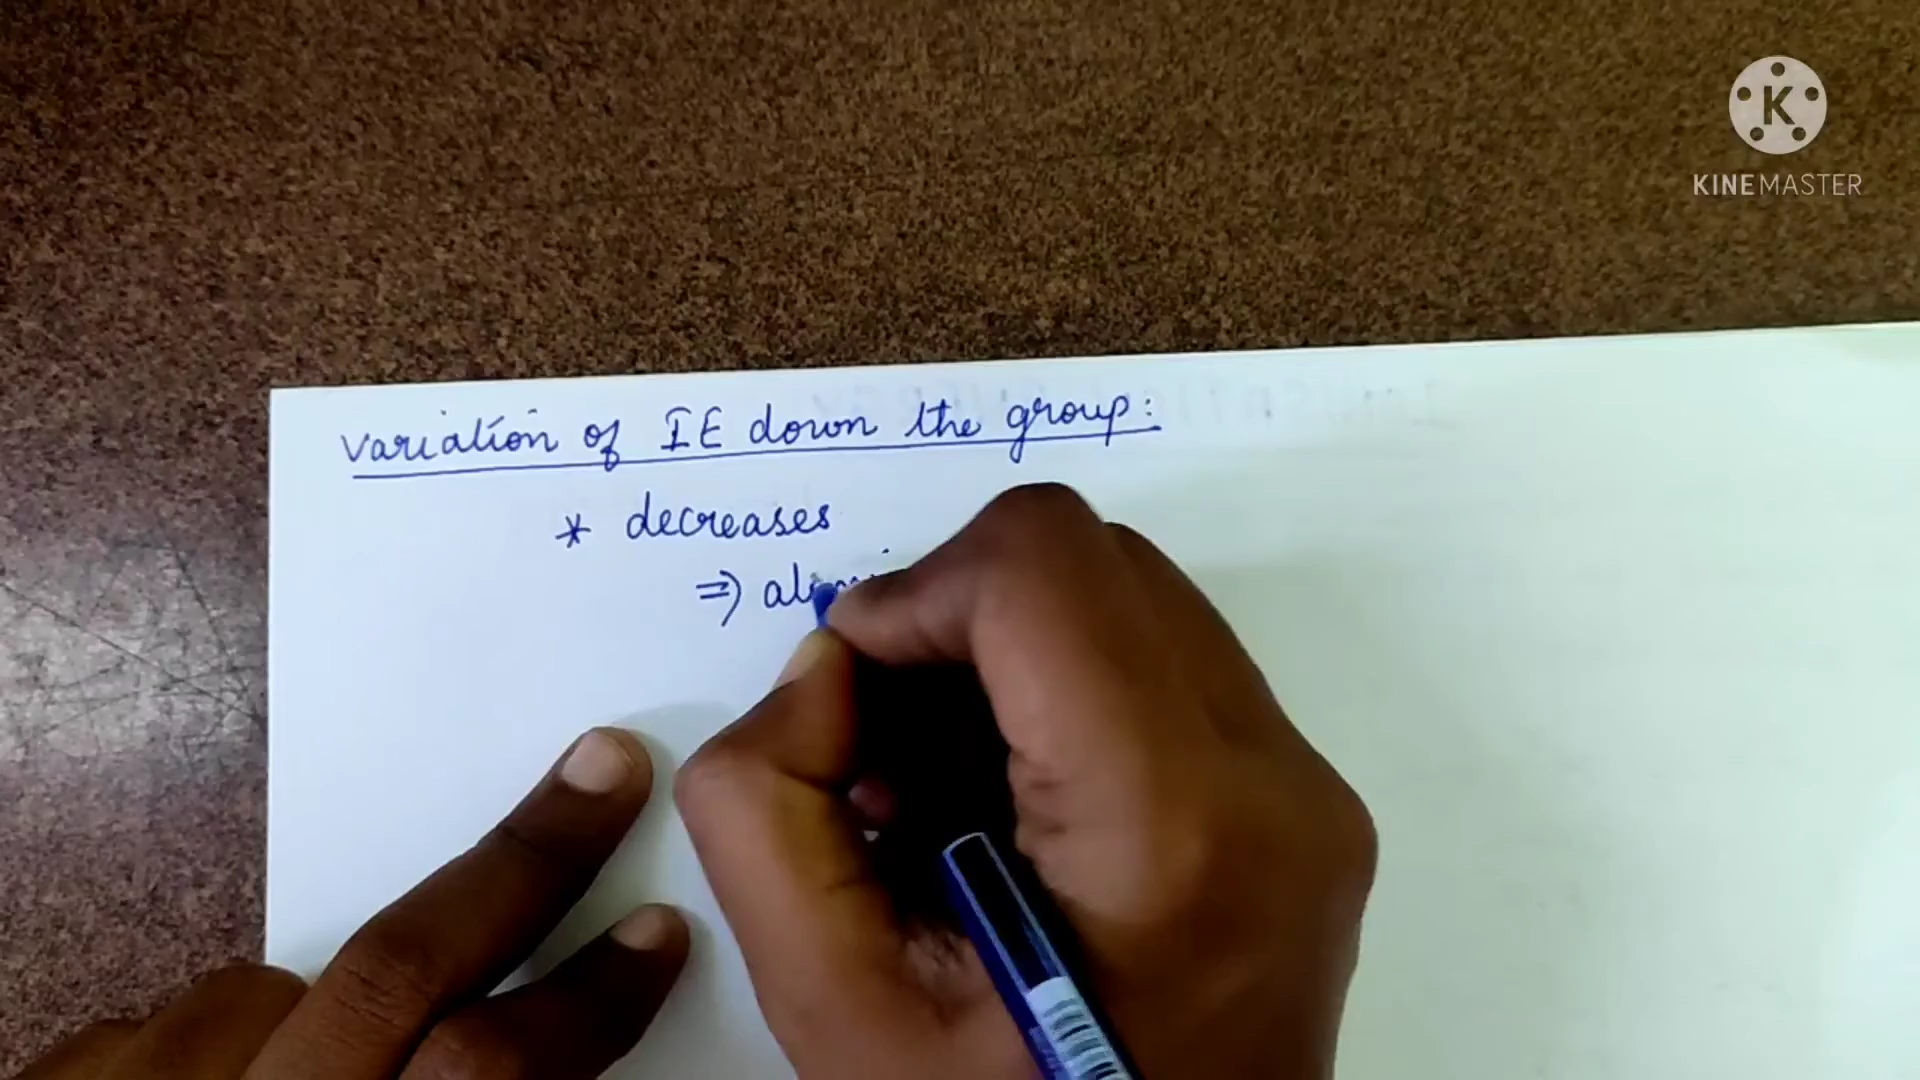 K
KINEMASTER
variation of IE down the group:
* decreases
=)